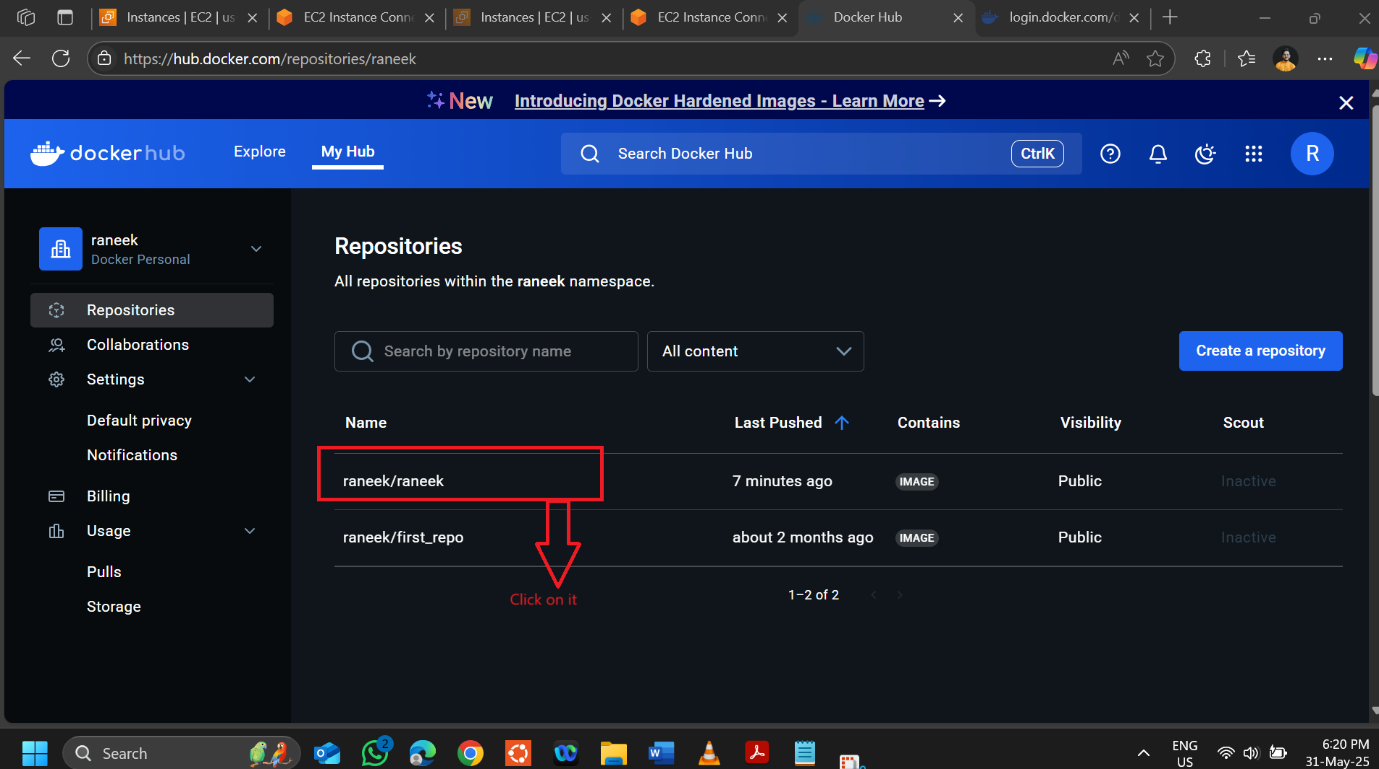 Instances | EC2 | us
EC2 Instance Conne
Instances | EC2 | us
EC2 Instance Conne
Docker Hub
login.docker.com/
https://hub.docker.com/repositories/raneek
New Introducing Docker Hardened Images - Learn More →
docker hub
Explore
My Hub
Search Docker Hub
CtrlK
R
raneek
Docker Personal
Repositories
Collaborations
Settings
Default privacy
Notifications
Billing
Usage
Pulls
Storage
Repositories
All repositories within the raneek namespace.
Search by repository name
All content
Create a repository
Name Last Pushed Contains Visibility Scout
raneek/raneek 7 minutes ago IMAGE Public Inactive
raneek/first_repo about 2 months ago IMAGE Public Inactive
1–2 of 2
Click on it
Search
2
ENG
US
6:20 PM
31-May-25